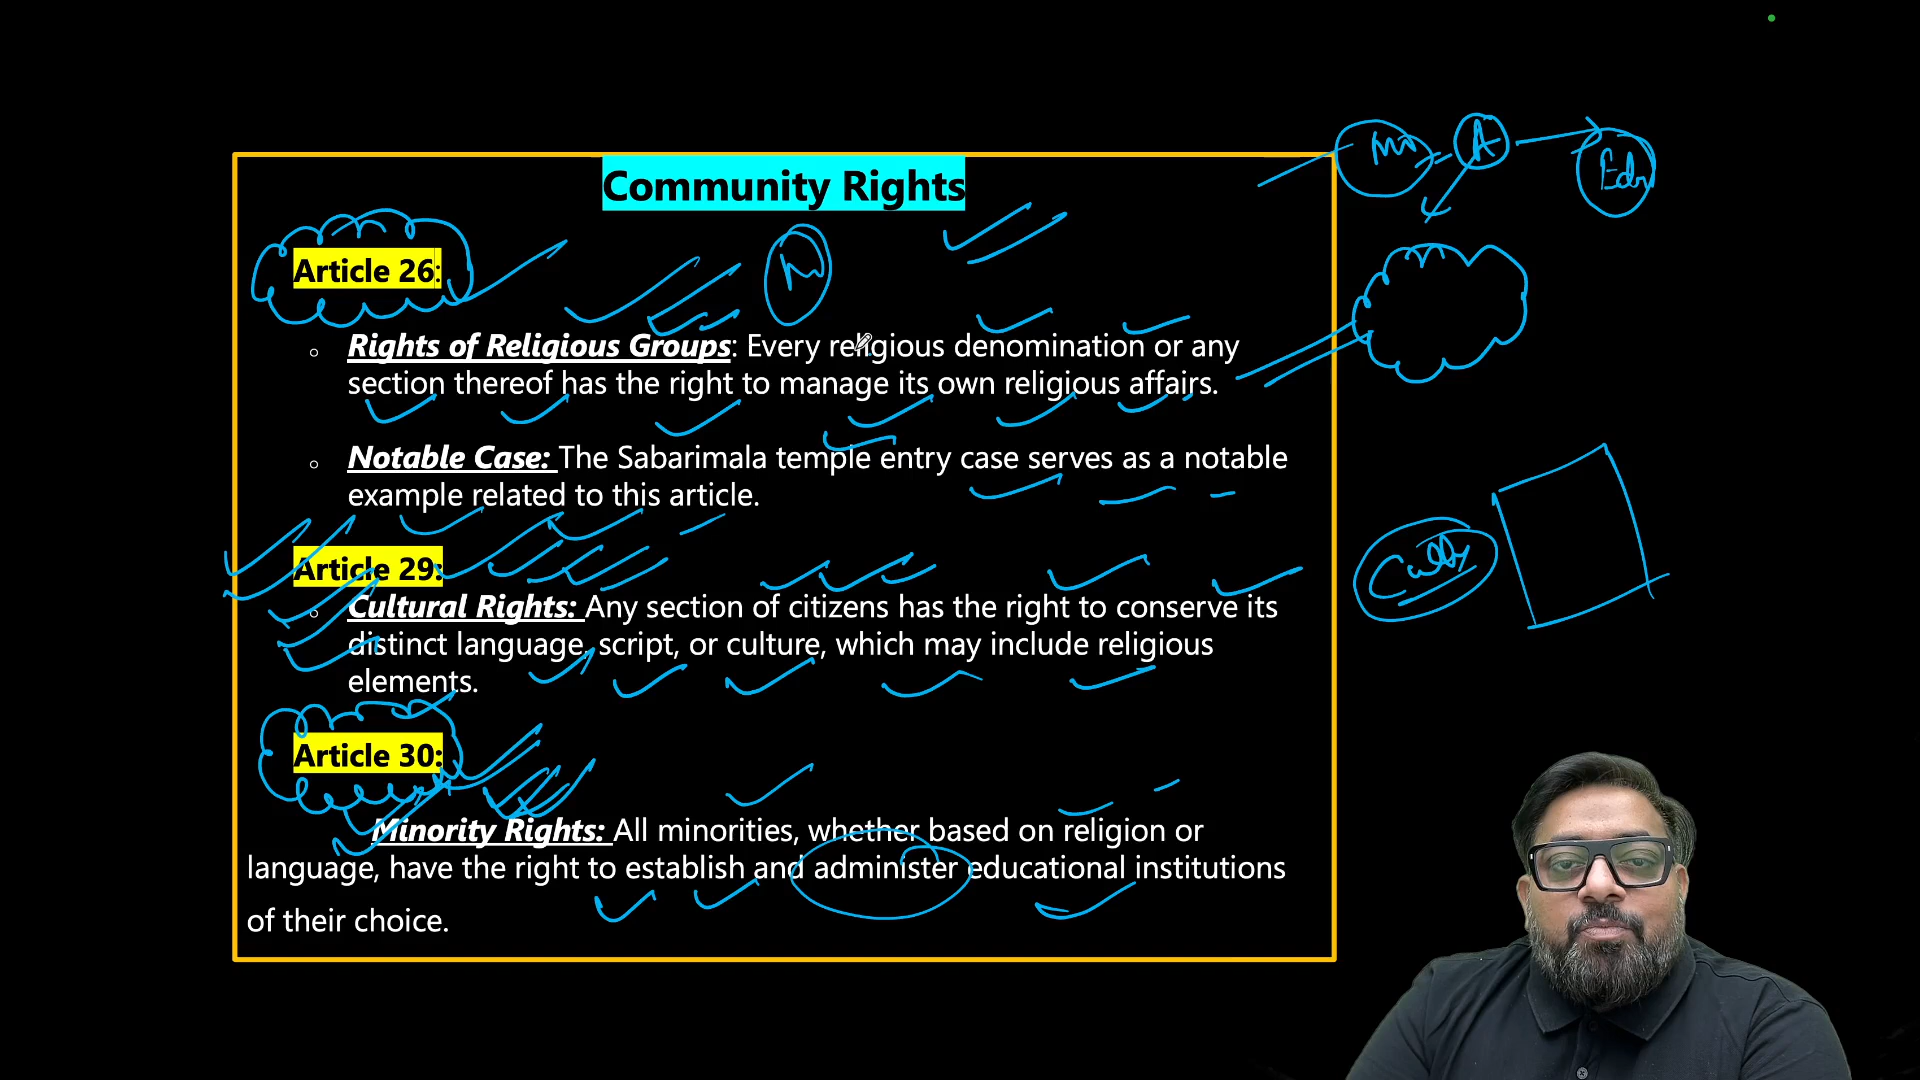 Community Rights
Article 26:
Rights of Religious Groups: Every religious denomination or any
section thereof has the right to manage its own religious affairs.
Notable Case: The Sabarimala temple entry case serves as a notable
example related to this article.
Article 29:
Cultural Rights: Any section of citizens has the right to conserve its
distinct language, script, or culture, which may include religious
elements.
Article 30:
Minority Rights: All minorities, whether based on religion or
language, have the right to establish and administer educational institutions
of their choice.
A